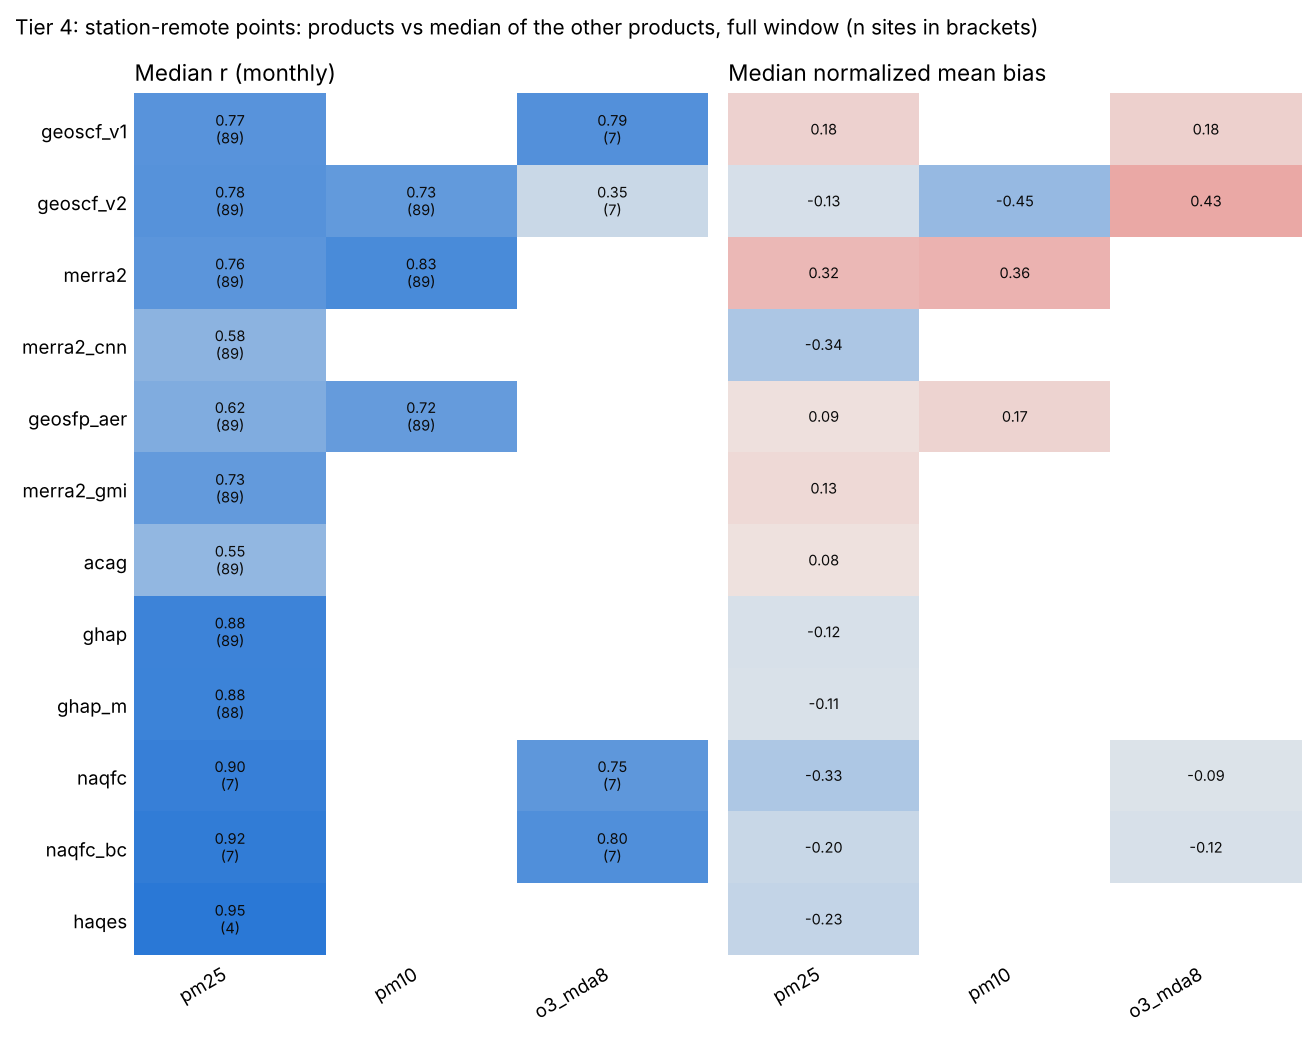 Tier 4: station-remote points: products vs median of the other products, full window (n sites in brackets)
Median r (monthly)
Median normalized mean bias
geoscf_v1
0.77
(89)
0.79
(7)
0.18
0.18
geoscf_v2
0.78
(89)
0.73
(89)
0.35
(7)
-0.13
-0.45
0.43
merra2
0.76
(89)
0.83
(89)
0.32
0.36
merra2_cnn
0.58
(89)
-0.34
geosfp_aer
0.62
(89)
0.72
(89)
0.09
0.17
merra2_gmi
0.73
(89)
0.13
acag
0.55
(89)
0.08
ghap
0.88
(89)
-0.12
ghap_m
0.88
(88)
-0.11
naqfc
0.90
(7)
0.75
(7)
-0.33
-0.09
naqfc_bc
0.92
(7)
0.80
(7)
-0.20
-0.12
haqes
0.95
(4)
-0.23
pm25
pm10
o3_mda8
pm25
pm10
o3_mda8